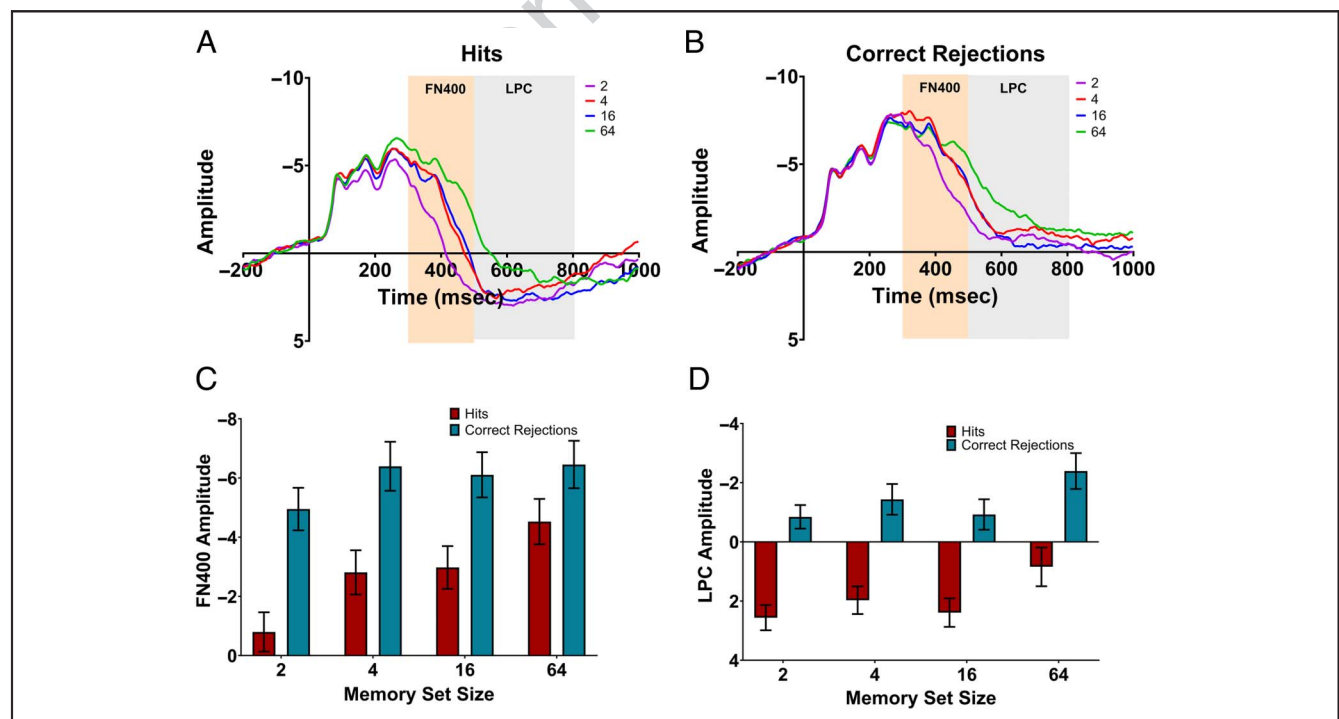 A
Hits
−10
−5
5
Amplitude
FN400
LPC
2
4
16
64
−200
200
400
600
800
1000
Time (msec)
B
Correct Rejections
−10
−5
5
Amplitude
FN400
LPC
2
4
16
64
−200
200
400
600
800
1000
Time (msec)
C
Hits
Correct Rejections
−8
−6
−4
−2
0
FN400 Amplitude
2
4
16
64
Memory Set Size
D
Hits
Correct Rejections
−4
−2
0
2
4
LPC Amplitude
2
4
16
64
Memory Set Size